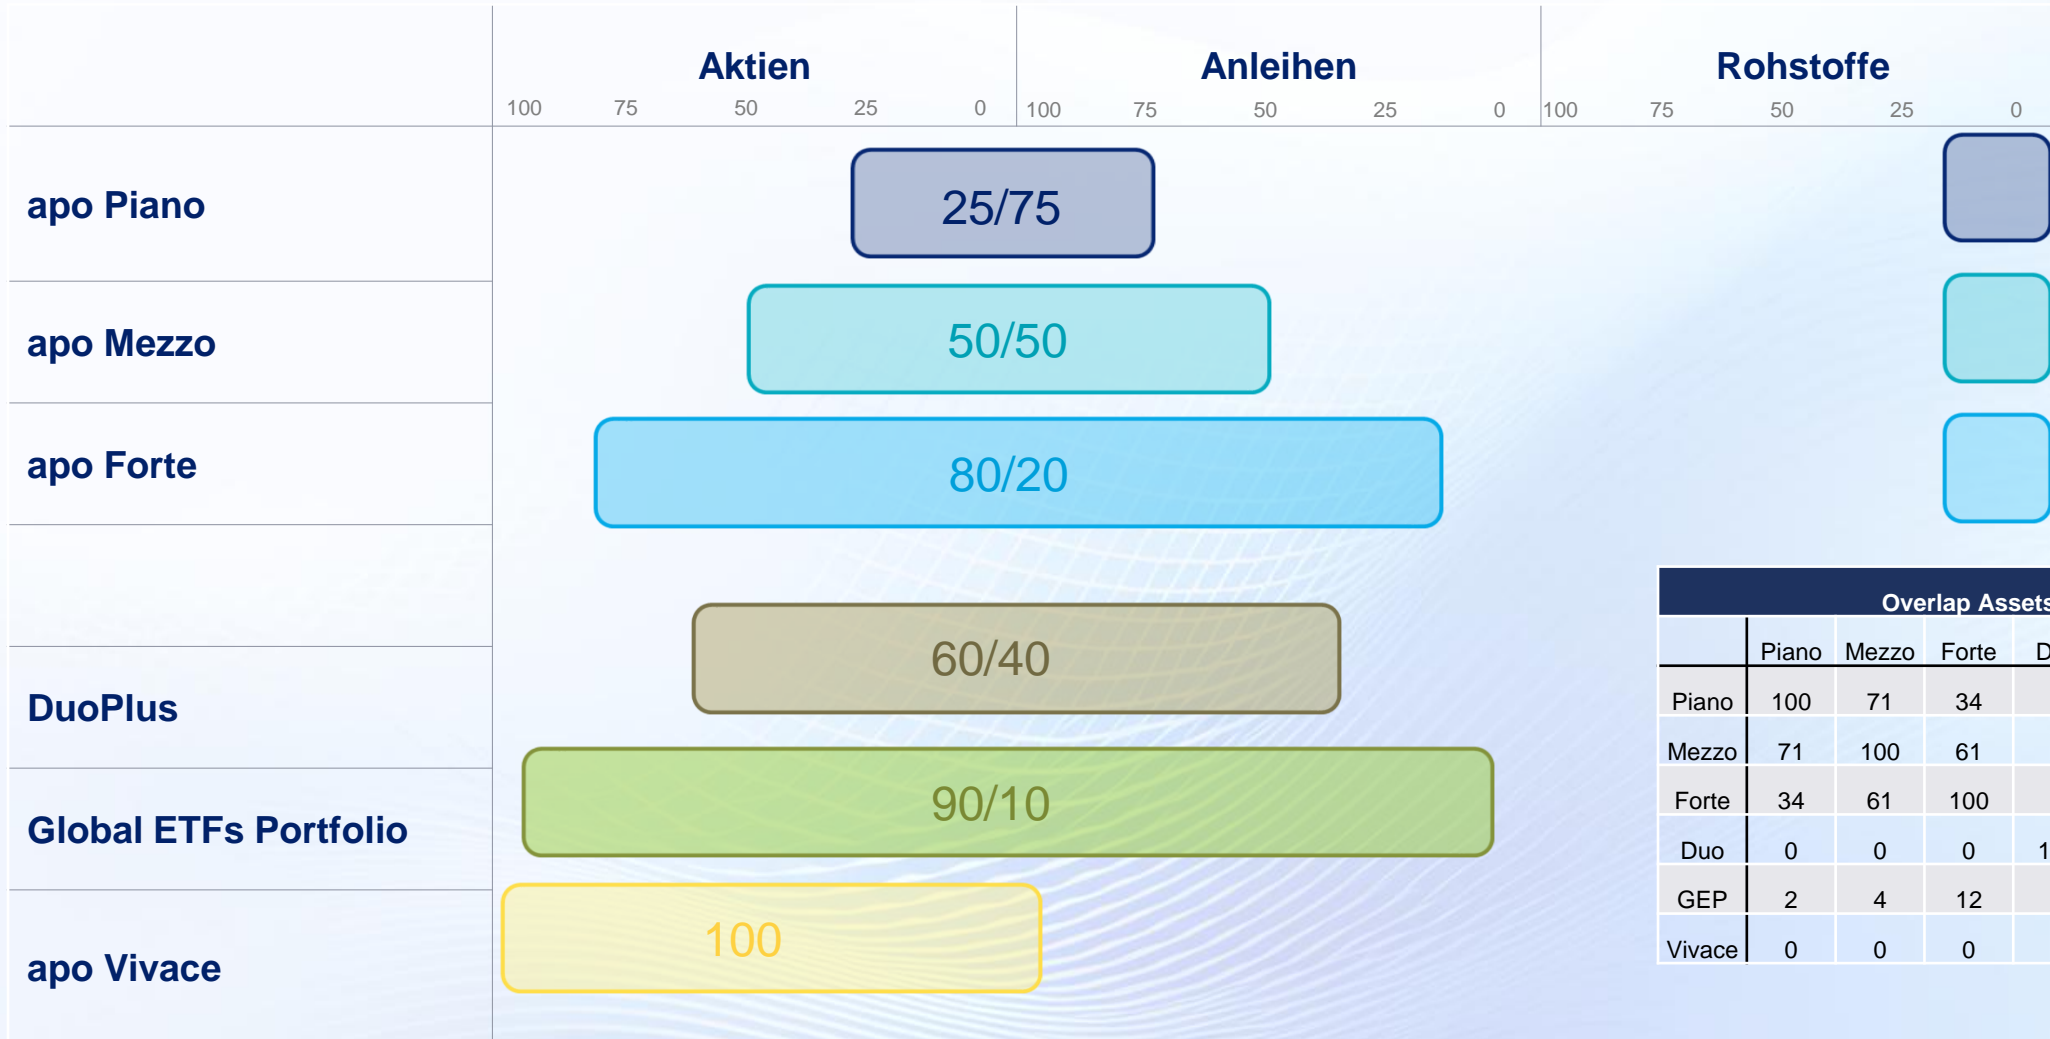 Aktien Anleihen Rohstoffe
100 75 50 25 0 100 75 50 25 0 100 75 50 25 0
apo Piano 25/75
apo Mezzo 50/50
apo Forte 80/20
60/40
DuoPlus
90/10
Global ETFs Portfolio
100
apo Vivace
Overlap Assets
Piano Mezzo Forte D
Piano 100 71 34
Mezzo 71 100 61
Forte 34 61 100
Duo 0 0 0 1
GEP 2 4 12
Vivace 0 0 0